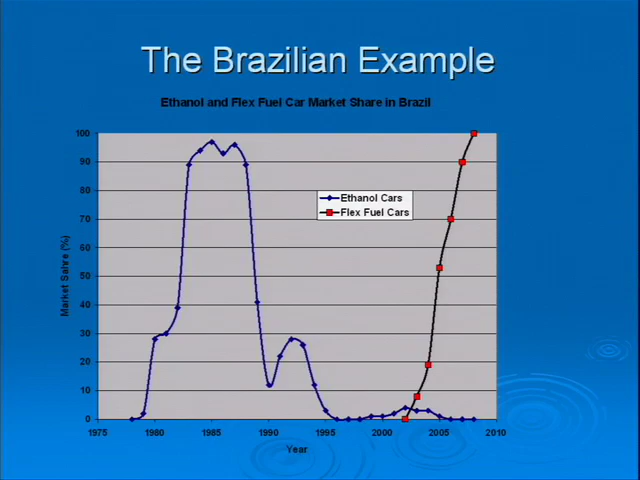 The Brazilian Example
Ethanol and Flex Fuel Car Market Share in Brazil
100
90
80
70
60
50
40
30
20
10
0
Market Sahre (%)
Ethanol Cars
Flex Fuel Cars
1975 1980 1985 1990 1995 2000 2005 2010
Year